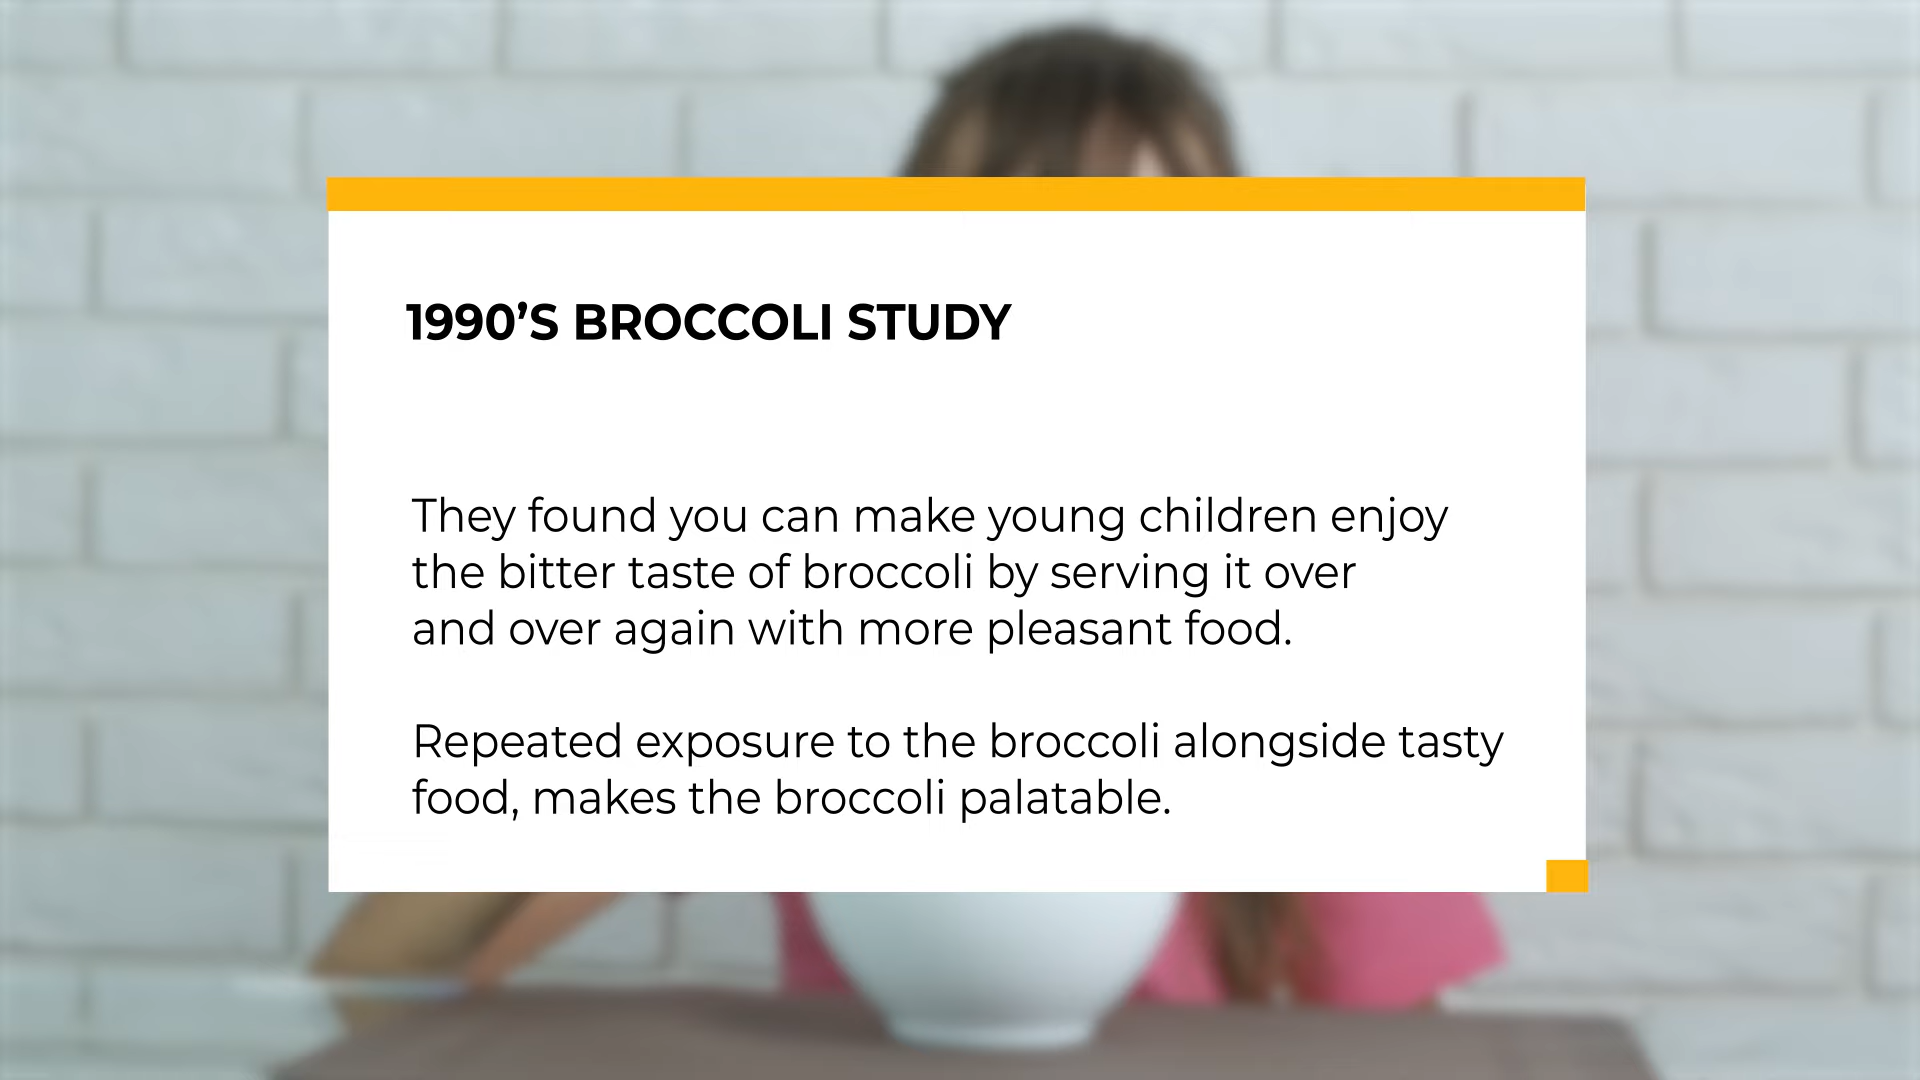 1990’S BROCCOLI STUDY
They found you can make young children enjoy
the bitter taste of broccoli by serving it over
and over again with more pleasant food.
Repeated exposure to the broccoli alongside tasty
food, makes the broccoli palatable.